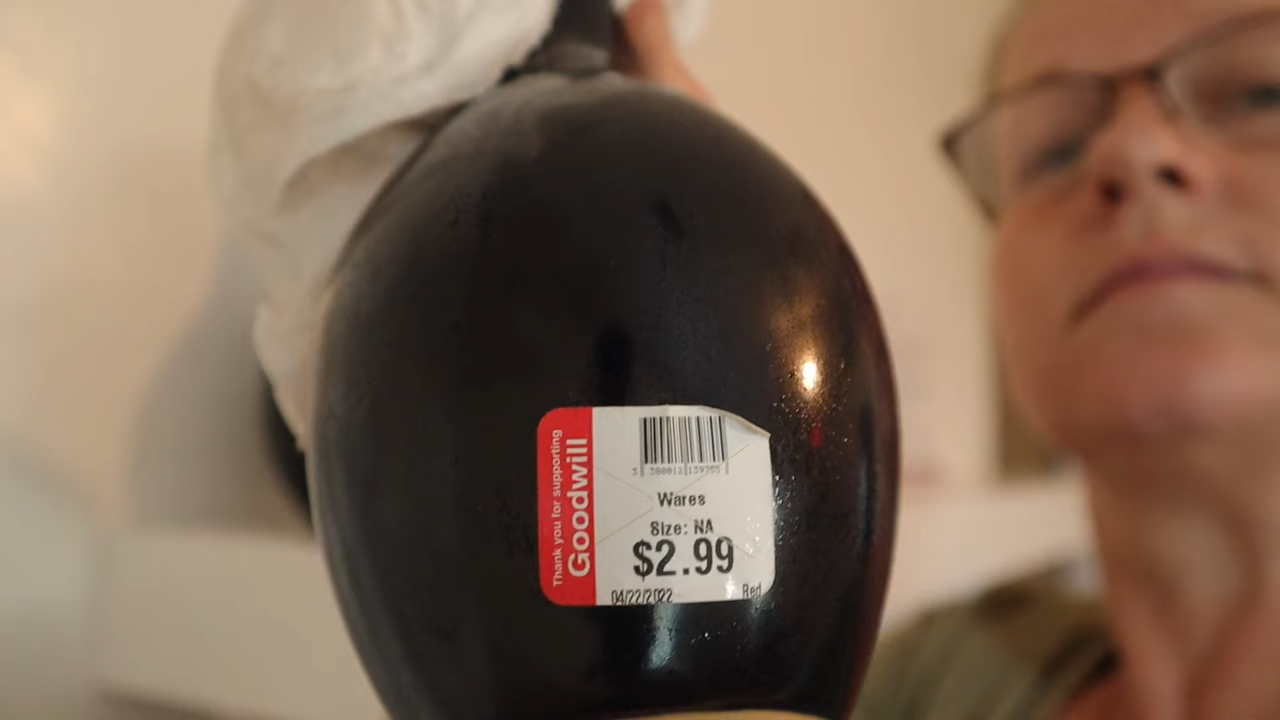 Thank you for supporting
Goodwill
Wares
Size: NA
$2.99
04/22/2022 Red